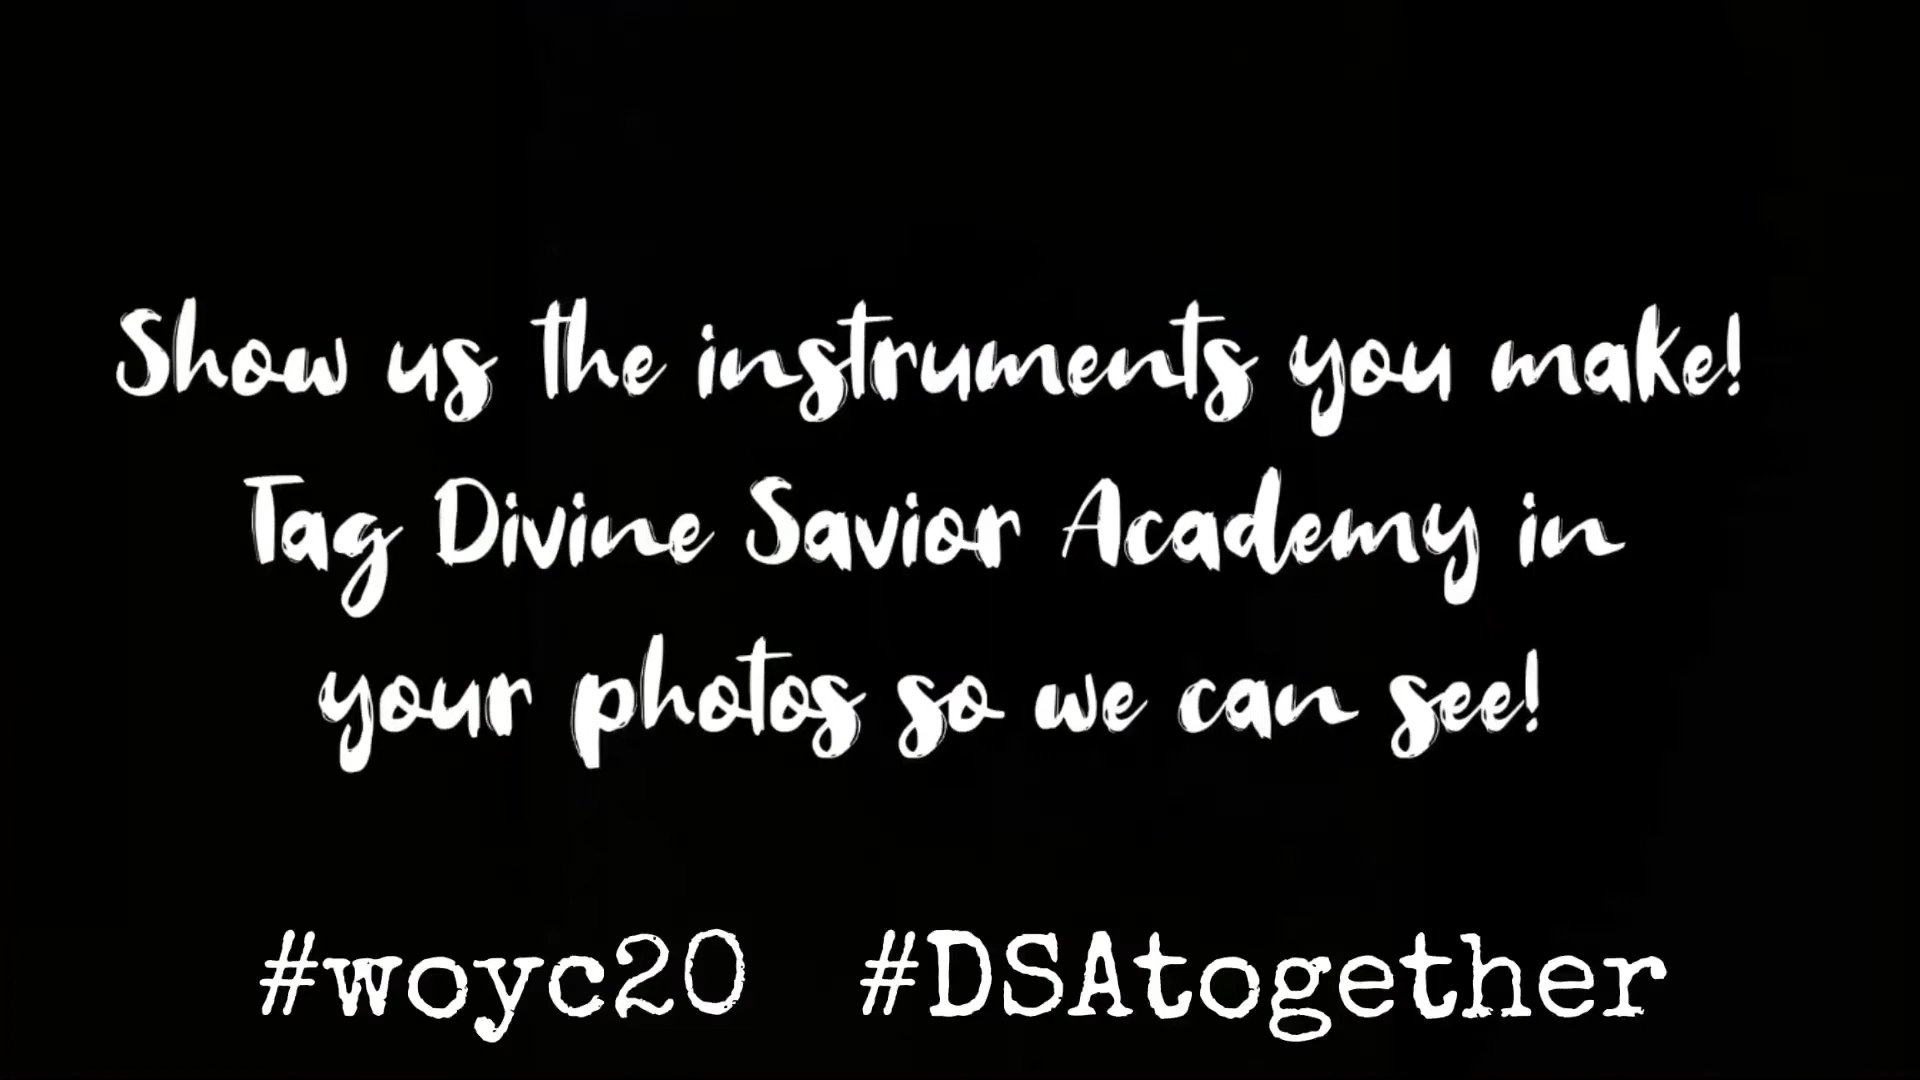 Show us the instruments you make!
Tag Divine Savior Academy in
your photos so we can see!
#woyc20 #DSAtogether